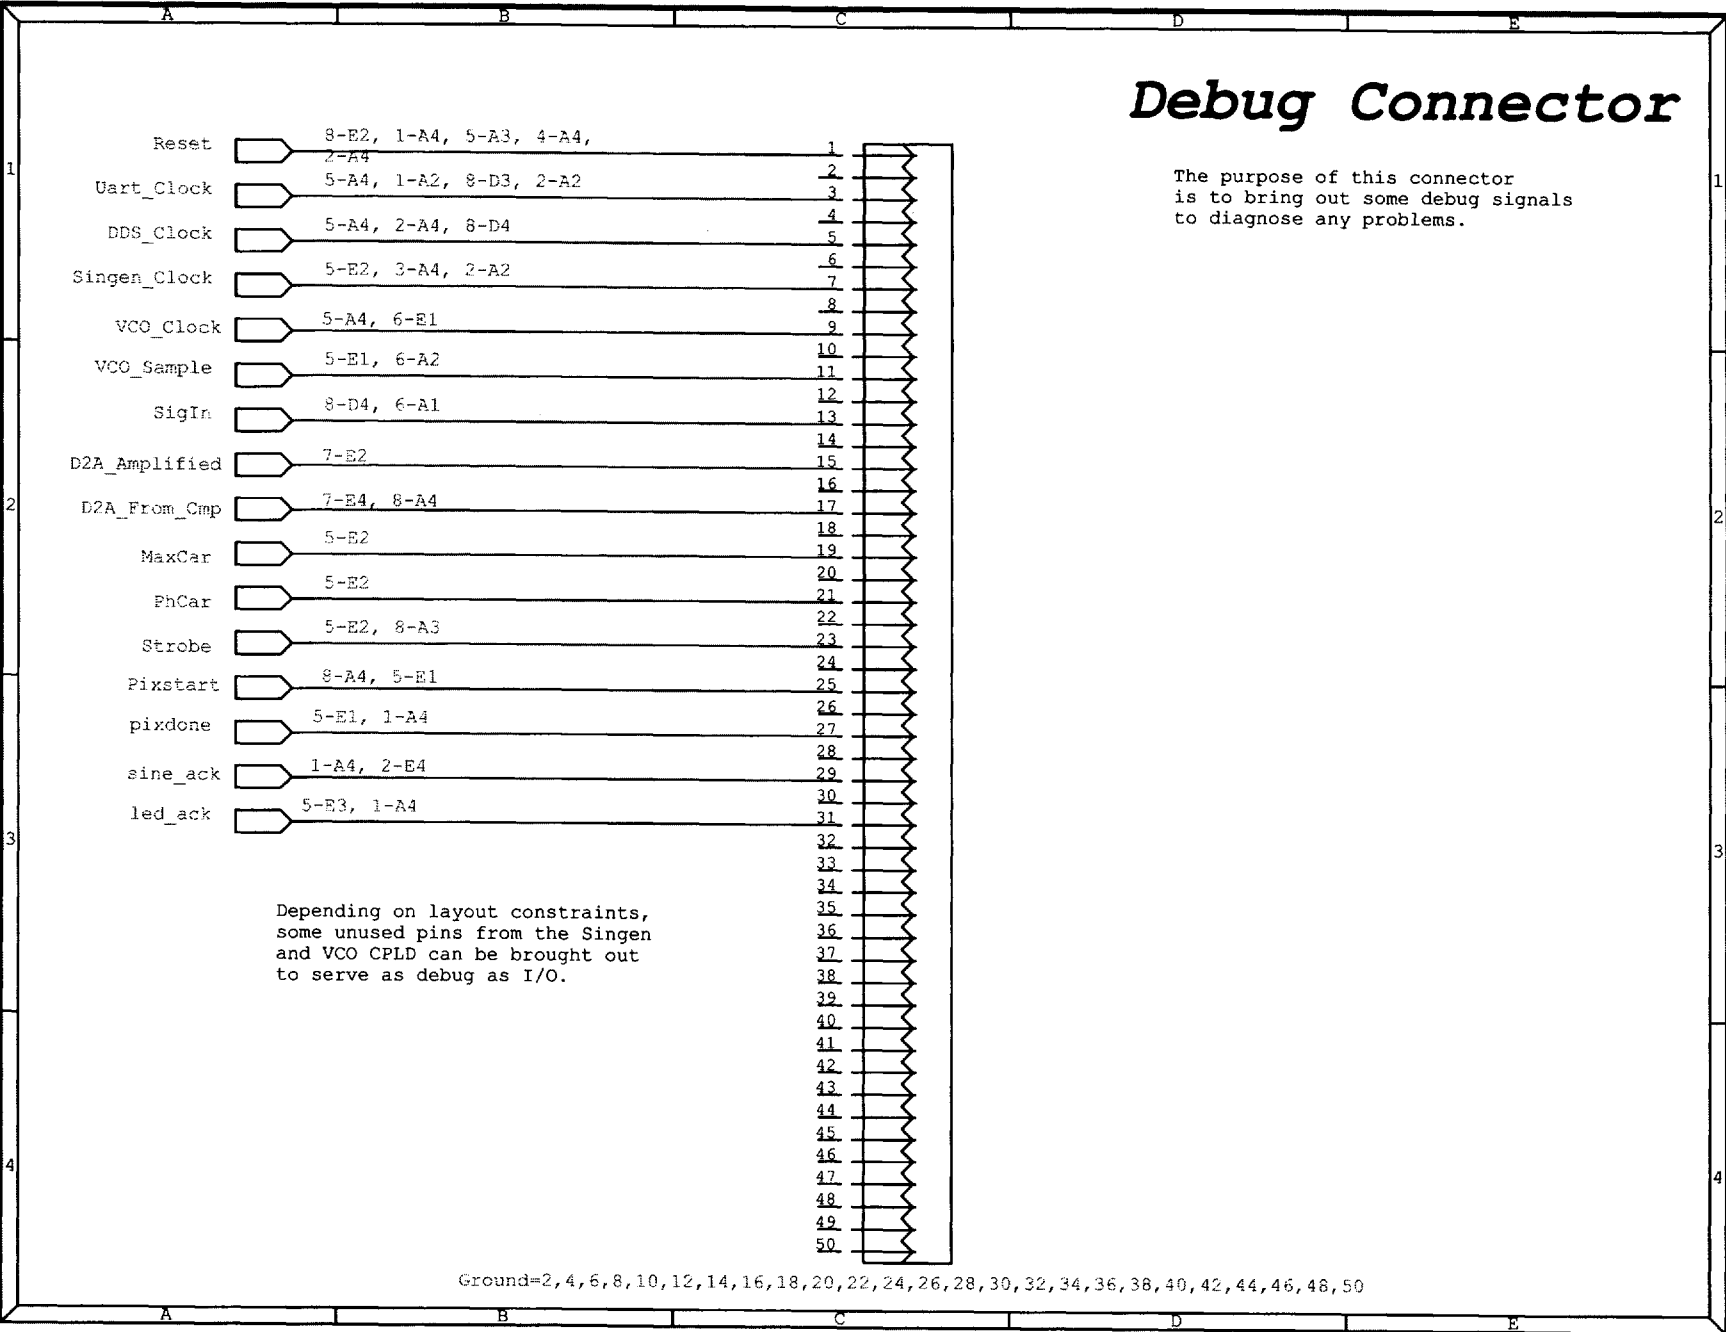 A B C D E
Debug Connector
The purpose of this connector
is to bring out some debug signals
to diagnose any problems.
1 1
Reset 8-E2, 1-A4, 5-A3, 4-A4,
2-A4 1
2
Uart_Clock 5-A4, 1-A2, 8-D3, 2-A2 3
4
DDS_Clock 5-A4, 2-A4, 8-D4 5
6
Singen_Clock 5-E2, 3-A4, 2-A2 7
8
VCO_Clock 5-A4, 6-E1 9
10
VCO_Sample 5-E1, 6-A2 11
12
SigIn 8-D4, 6-A1 13
14
D2A_Amplified 7-E2 15
16
2 2
D2A_From_Cmp 7-E4, 8-A4 17
18
MaxCar 5-E2 19
20
PhCar 5-E2 21
22
Strobe 5-E2, 8-A3 23
24
Pixstart 8-A4, 5-E1 25
26
pixdone 5-E1, 1-A4 27
28
sine_ack 1-A4, 2-E4 29
30
led_ack 5-E3, 1-A4 31
32
3 3
33
34
35
36
37
38
39
40
41
42
43
44
45
46
47
48
49
50
Depending on layout constraints,
some unused pins from the Singen
and VCO CPLD can be brought out
to serve as debug as I/O.
4 4
Ground=2,4,6,8,10,12,14,16,18,20,22,24,26,28,30,32,34,36,38,40,42,44,46,48,50
A B C D E